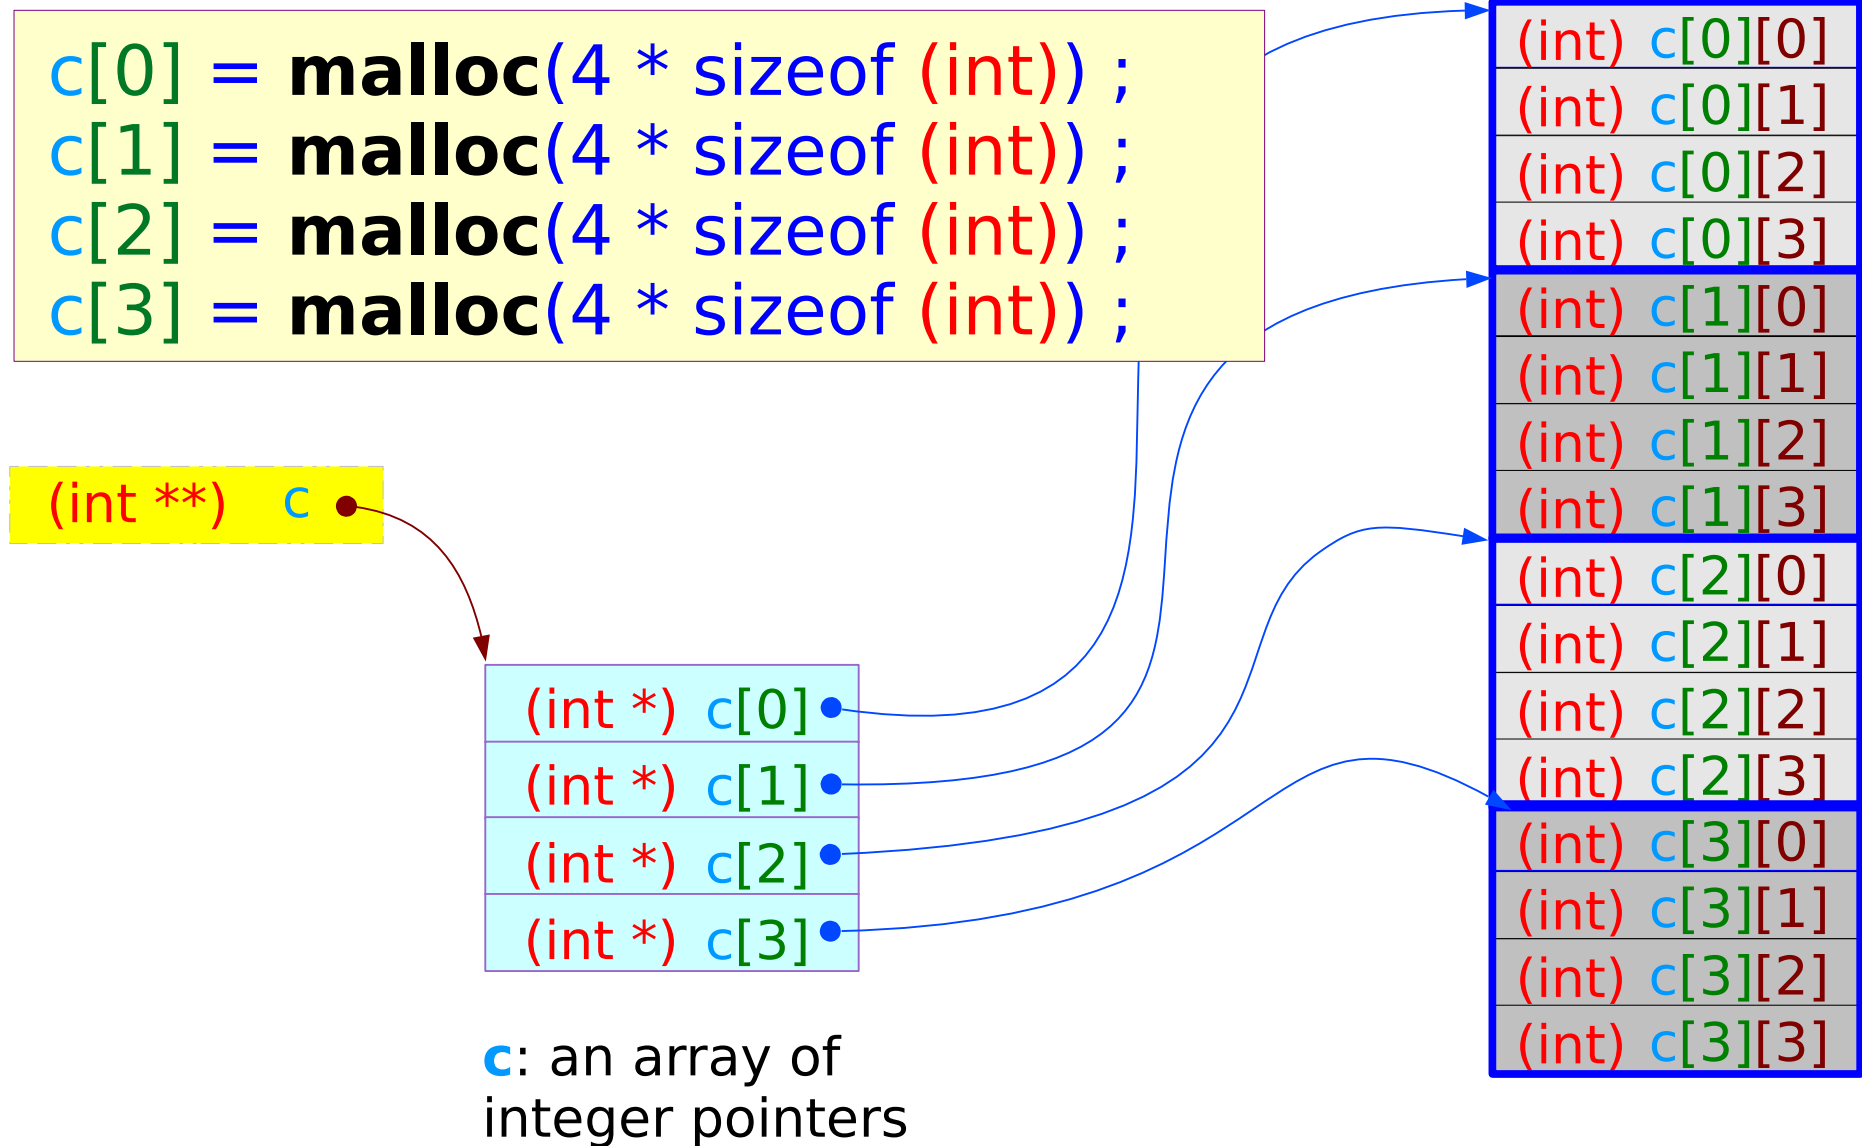 c[0] = malloc(4 * sizeof (int)) ;
c[1] = malloc(4 * sizeof (int)) ;
c[2] = malloc(4 * sizeof (int)) ;
c[3] = malloc(4 * sizeof (int)) ;
(int **) c
(int *) c[0]
(int *) c[1]
(int *) c[2]
(int *) c[3]
c: an array of
integer pointers
(int) c[0][0]
(int) c[0][1]
(int) c[0][2]
(int) c[0][3]
(int) c[1][0]
(int) c[1][1]
(int) c[1][2]
(int) c[1][3]
(int) c[2][0]
(int) c[2][1]
(int) c[2][2]
(int) c[2][3]
(int) c[3][0]
(int) c[3][1]
(int) c[3][2]
(int) c[3][3]